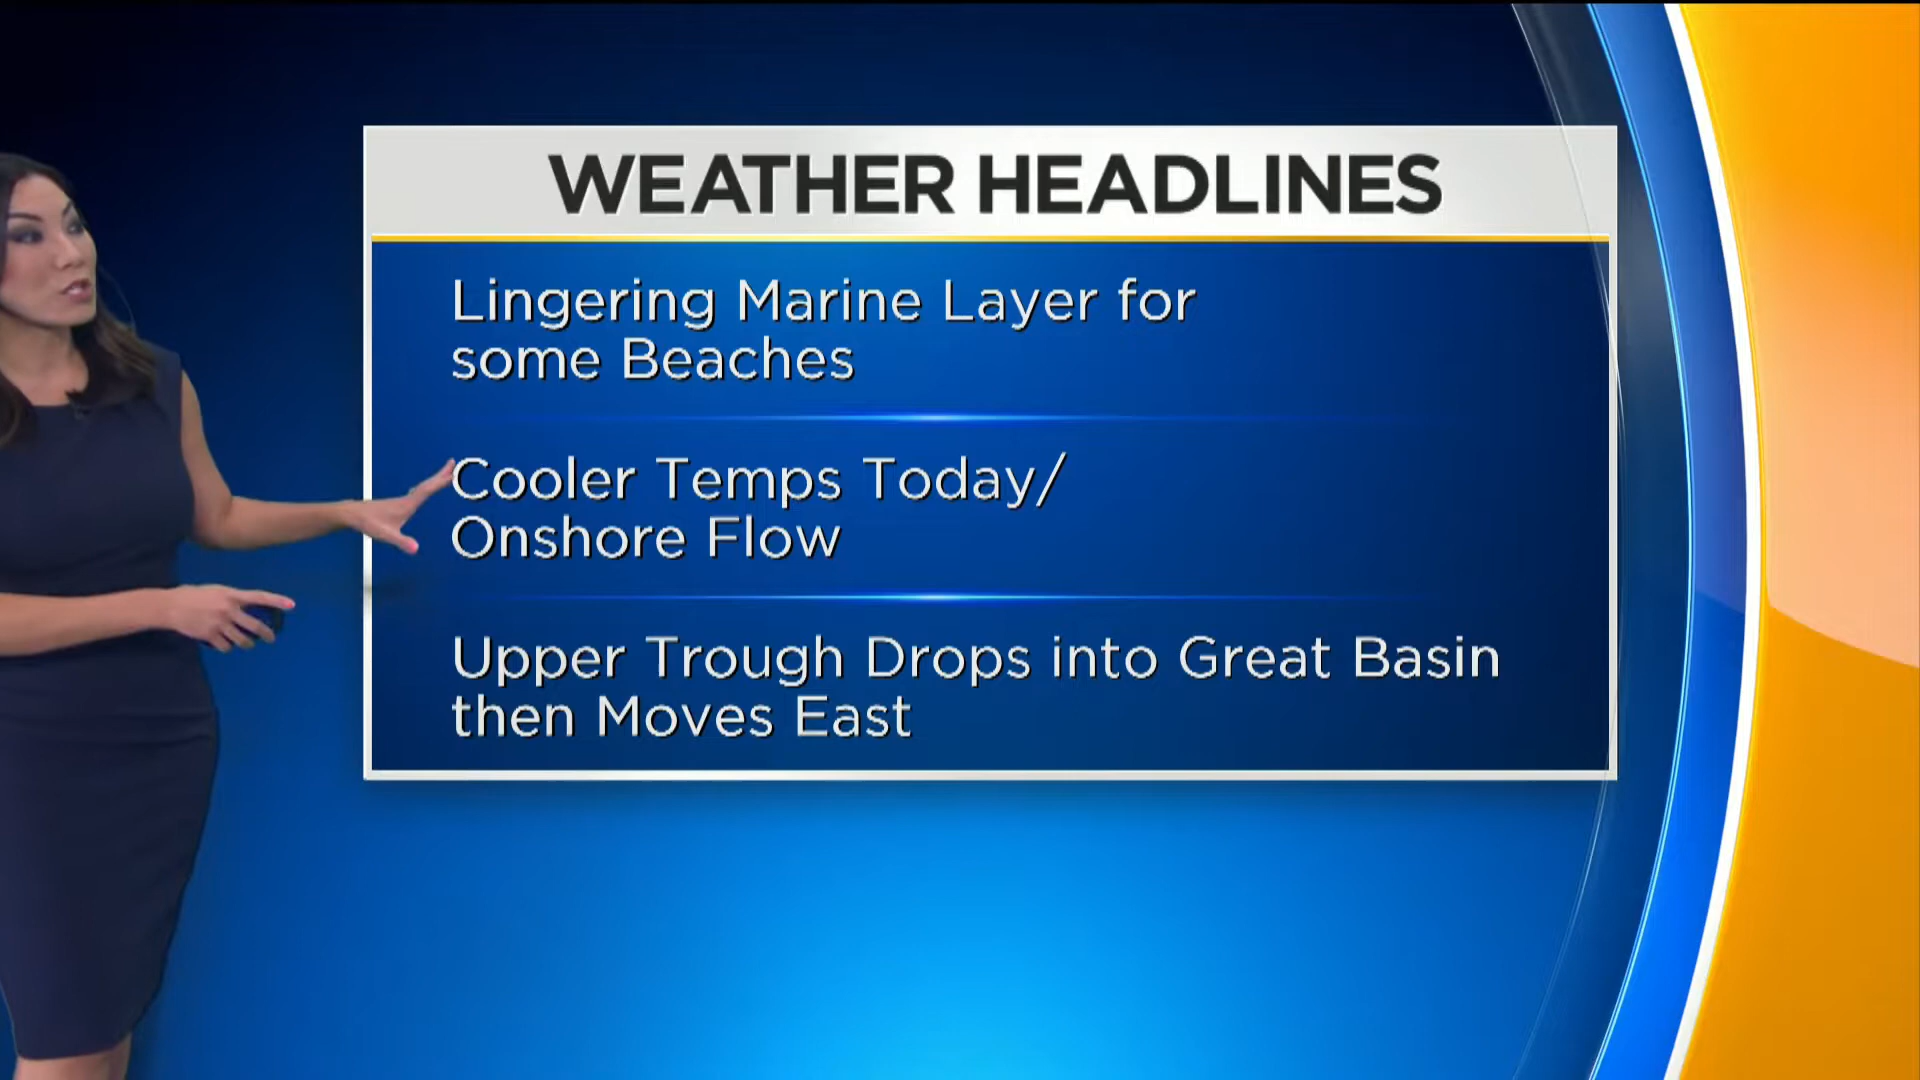 WEATHER HEADLINES
Lingering Marine Layer for
some Beaches
Cooler Temps Today/
Onshore Flow
Upper Trough Drops into Great Basin
then Moves East